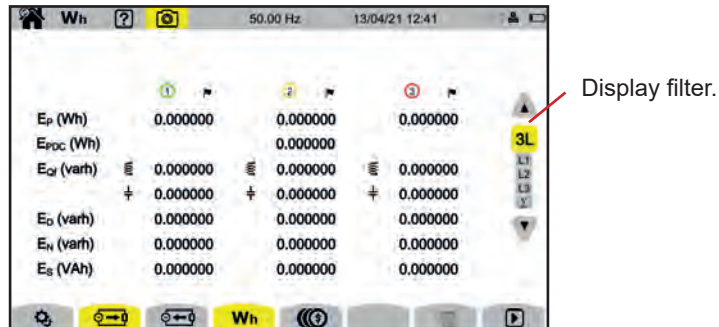 Wh ? 50.00 Hz 13/04/21 12:41
1 2 3
Display filter.
EP (Wh) 0.000000 0.000000 0.000000
3L
EPDC (Wh) 0.000000
L1
EQf (varh) 0.000000 0.000000 0.000000
L2
L3
0.000000 0.000000 0.000000
Σ
ED (varh) 0.000000 0.000000 0.000000
EN (varh) 0.000000 0.000000 0.000000
ES (VAh) 0.000000 0.000000 0.000000
Wh